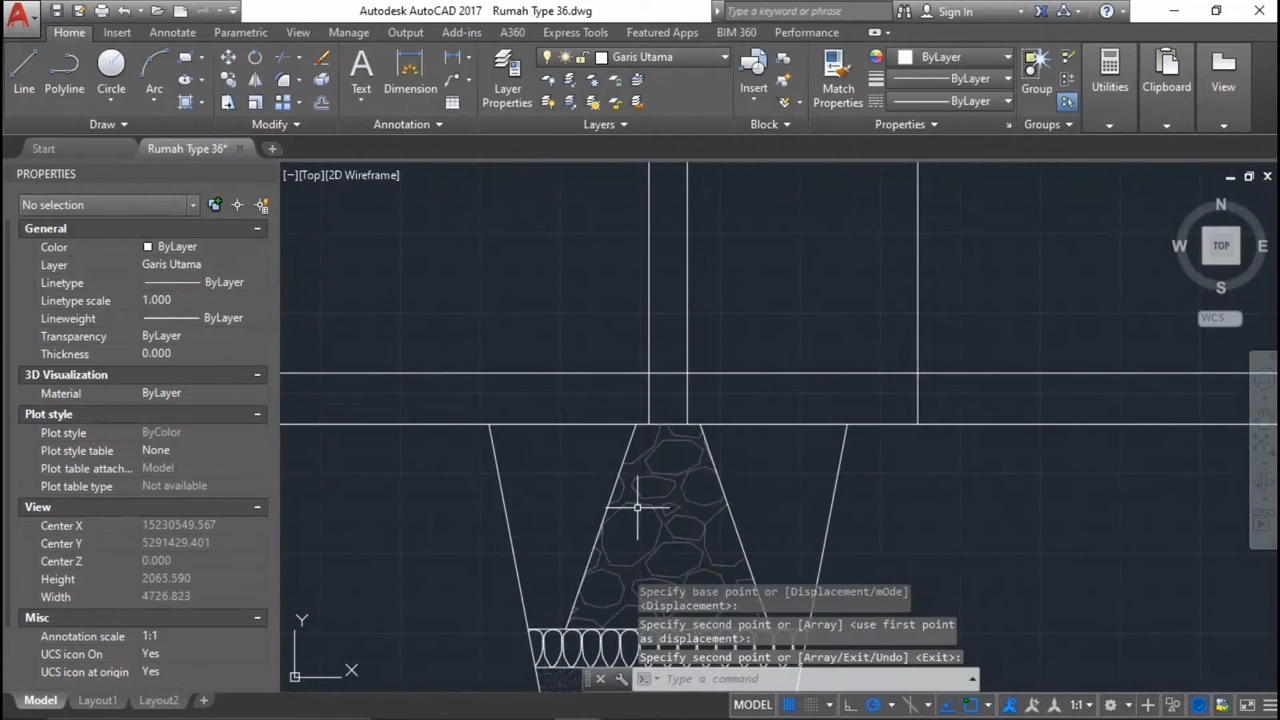 Autodesk AutoCAD 2017 Rumah Type 36.dwg
Type a keyword or phrase
Sign In
Home Insert Annotate Parametric View Manage Output Add-ins A360 Express Tools Featured Apps BIM 360 Performance
Line Polyline Circle Arc
Text Dimension
Layer Properties
Garis Utama
Insert
Match Properties
ByLayer
ByLayer
ByLayer
Group
Utilities
Clipboard
View
Draw Modify Annotation Layers Block Properties Groups
Start Rumah Type 36*
PROPERTIES
[−][Top][2D Wireframe]
No selection
General
Color ByLayer
Layer Garis Utama
Linetype ByLayer
Linetype scale 1.000
Lineweight ByLayer
Transparency ByLayer
Thickness 0.000
3D Visualization
Material ByLayer
Plot style
Plot style ByColor
Plot style table None
Plot table attach... Model
Plot table type Not available
View
Center X 15230549.567
Center Y 5291429.401
Center Z 0.000
Height 2065.590
Width 4726.823
Misc
Annotation scale 1:1
UCS icon On Yes
UCS icon at origin Yes
N
W TOP E
S
WCS
Y
X
Specify base point or [Displacement/mOde]
<Displacement>:
Specify second point or [Array] <use first point
as displacement>:
Specify second point or [Array/Exit/Undo] <Exit>:
Type a command
Model Layout1 Layout2 +
MODEL
1:1